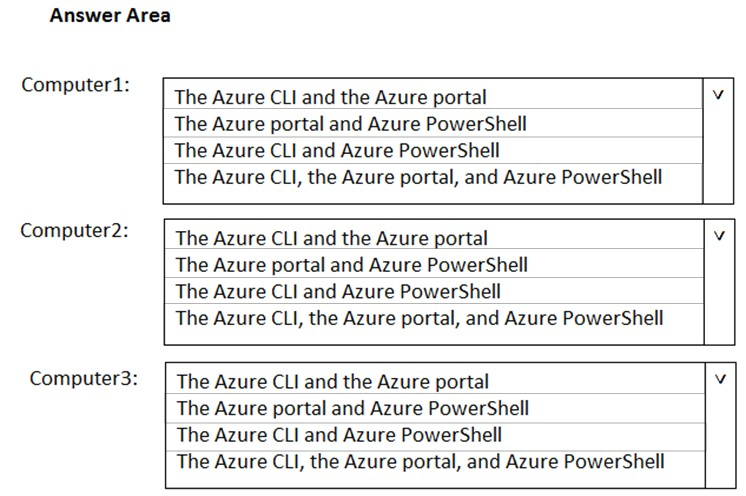 Answer Area
Computer1:
The Azure CLI and the Azure portal
The Azure portal and Azure PowerShell
The Azure CLI and Azure PowerShell
The Azure CLI, the Azure portal, and Azure PowerShell
Computer2:
The Azure CLI and the Azure portal
The Azure portal and Azure PowerShell
The Azure CLI and Azure PowerShell
The Azure CLI, the Azure portal, and Azure PowerShell
Computer3:
The Azure CLI and the Azure portal
The Azure portal and Azure PowerShell
The Azure CLI and Azure PowerShell
The Azure CLI, the Azure portal, and Azure PowerShell